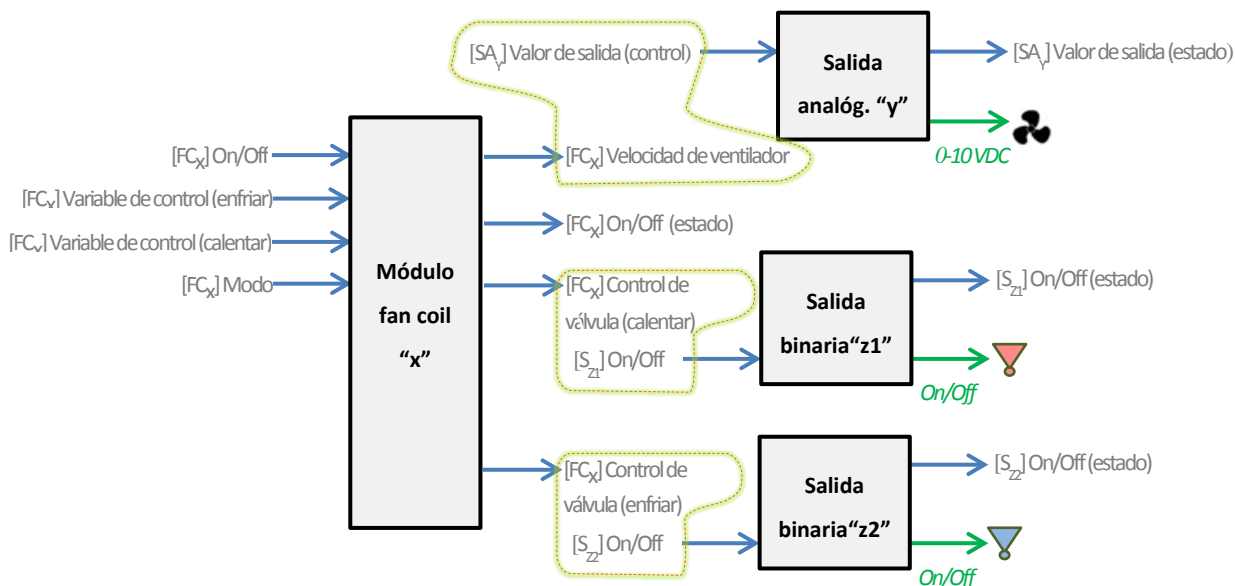 [SAY] Valor de salida (control)
Salida
analóg. “y”
[SAY] Valor de salida (estado)
0-10 VDC
[FCX] On/Off
[FCX] Variable de control (enfriar)
[FCX] Variable de control (calentar)
[FCX] Modo
Módulo
fan coil
“x”
[FCX] Velocidad de ventilador
[FCX] On/Off (estado)
[FCX] Control de
válvula (calentar)
[SZ1] On/Off
Salida
binaria“z1”
[SZ1] On/Off (estado)
On/Off
[FCX] Control de
válvula (enfriar)
[SZ2] On/Off
Salida
binaria“z2”
[SZ2] On/Off (estado)
On/Off